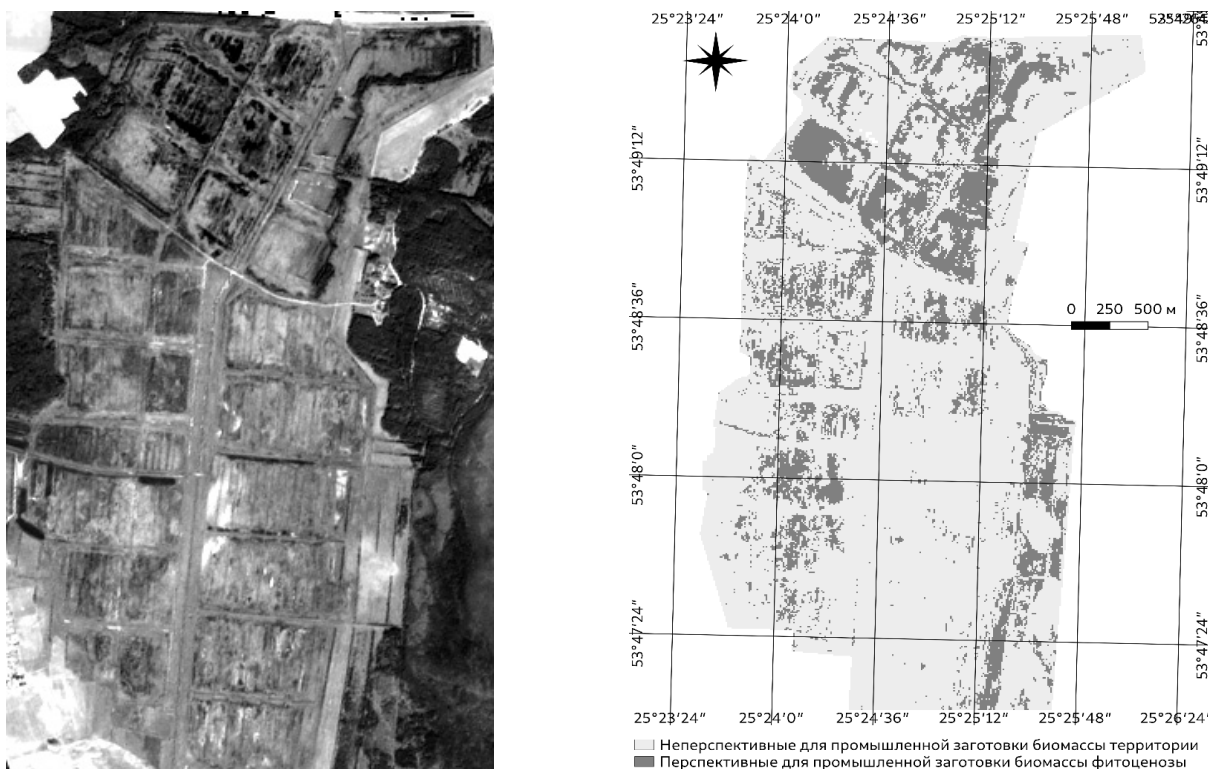 25°23′24″ 25°24′0″ 25°24′36″ 25°25′12″ 25°25′48″
53°49′12″
53°49′12″
0 250 500 м
53°48′36″
53°48′36″
53°48′0″
53°48′0″
53°47′24″
53°47′24″
25°23′24″ 25°24′0″ 25°24′36″ 25°25′12″ 25°25′48″ 25°26′24″
Неперспективные для промышленной заготовки биомассы территории
Перспективные для промышленной заготовки биомассы фитоценозы